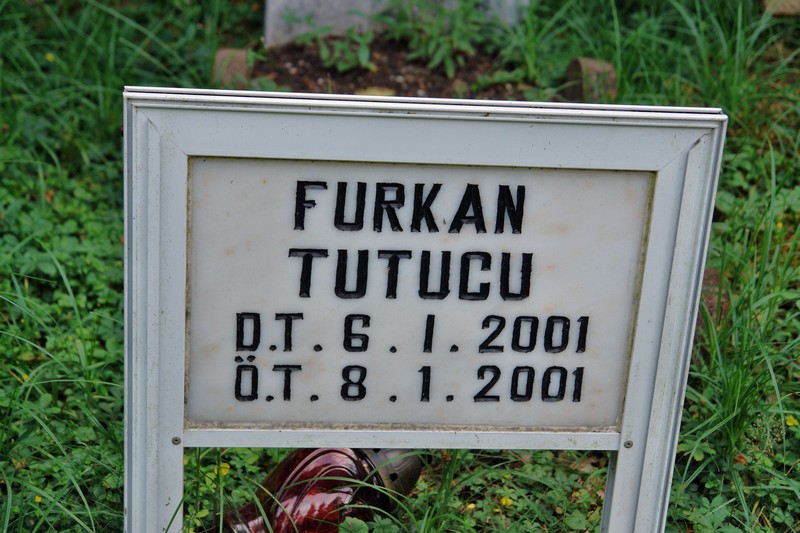 FURKAN
TUTUCU
D.T. 6. 1. 2001
Ö.T. 8. 1. 2001